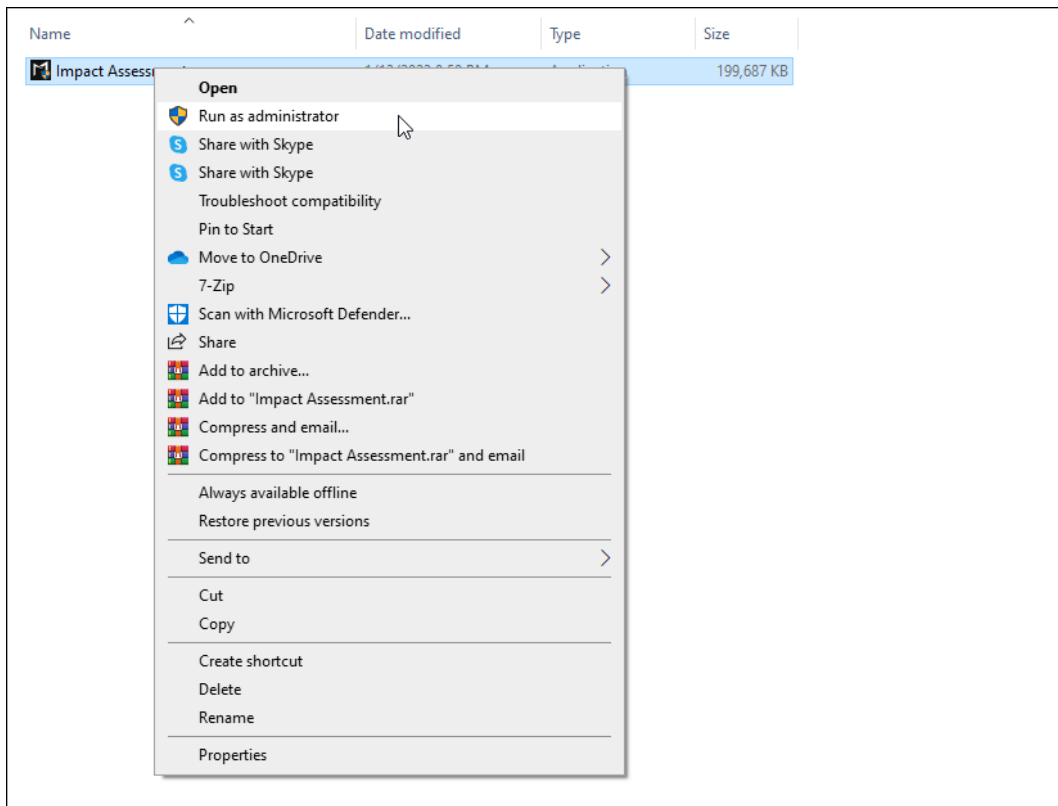 Name Date modified Type Size
Impact 199,687 KB
Open
Run as administrator
Share with Skype
Share with Skype
Troubleshoot compatibility
Pin to Start
Move to OneDrive
7-Zip
Scan with Microsoft Defender...
Share
Add to archive...
Add to "Impact Assessment.rar"
Compress and email...
Compress to "Impact Assessment.rar" and email
Always available offline
Restore previous versions
Send to
Cut
Copy
Create shortcut
Delete
Rename
Properties